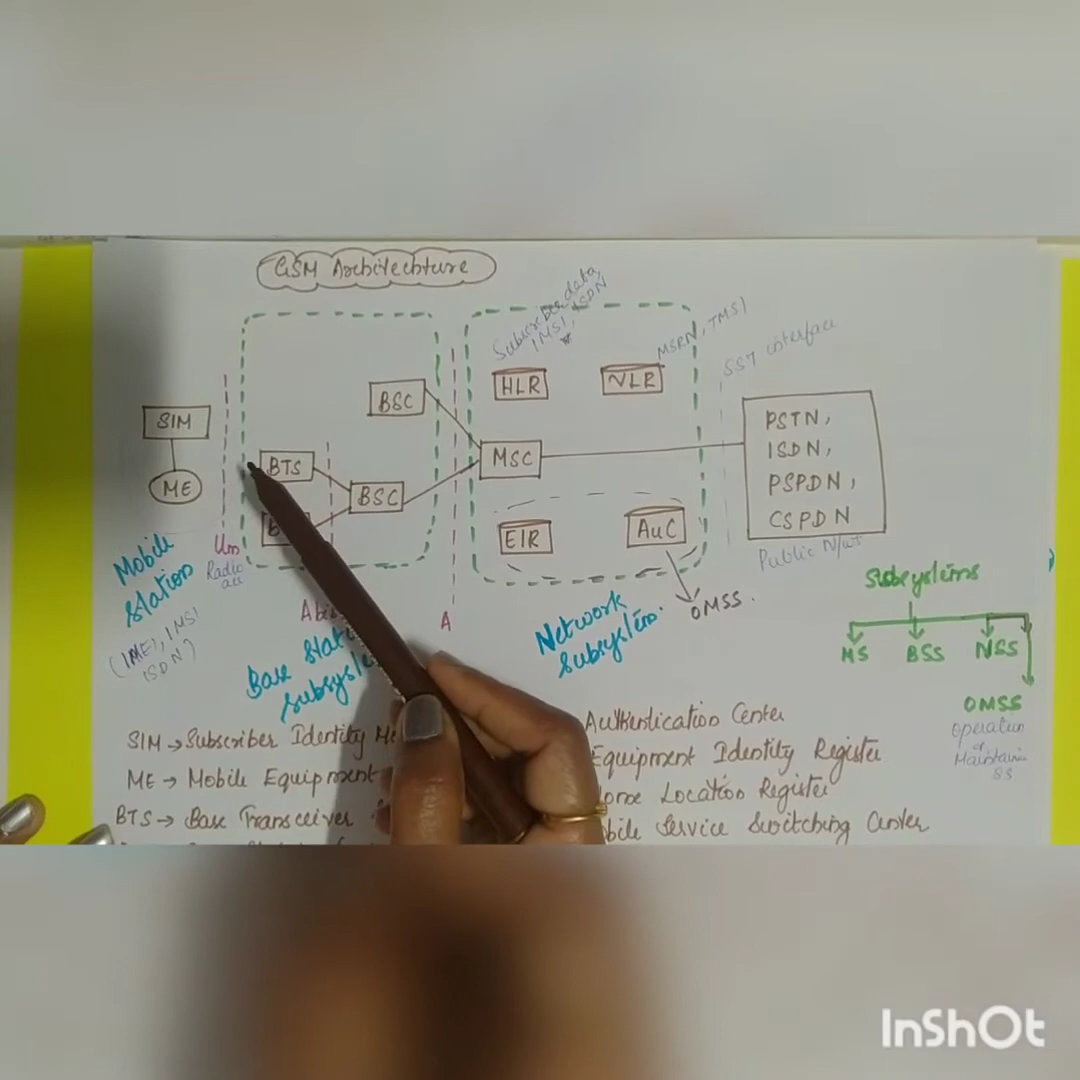 GSM Architechture
Subscriber data,
IMSI, ISDN
MSRN, TMSI
SS7 interface
HLR
VLR
BSC
SIM
PSTN,
ISDN,
PSPDN,
CSPDN
MSC
BTS
ME
BSC
EIR
AuC
Public N/w
Um
Radio
Mobile
Station
(IMEI, IMSI
ISDN)
A
OMSS.
Base
Subsystem
Network
Subsystem
Subsystems
MS BSS NSS
OMSS
Operation
Maintain
SS
SIM → Subscriber Identity
Authentication Center
ME → Mobile Equipment
Equipment Identity Register
BTS → Base Transceiver
Location Register
Service Switching Center